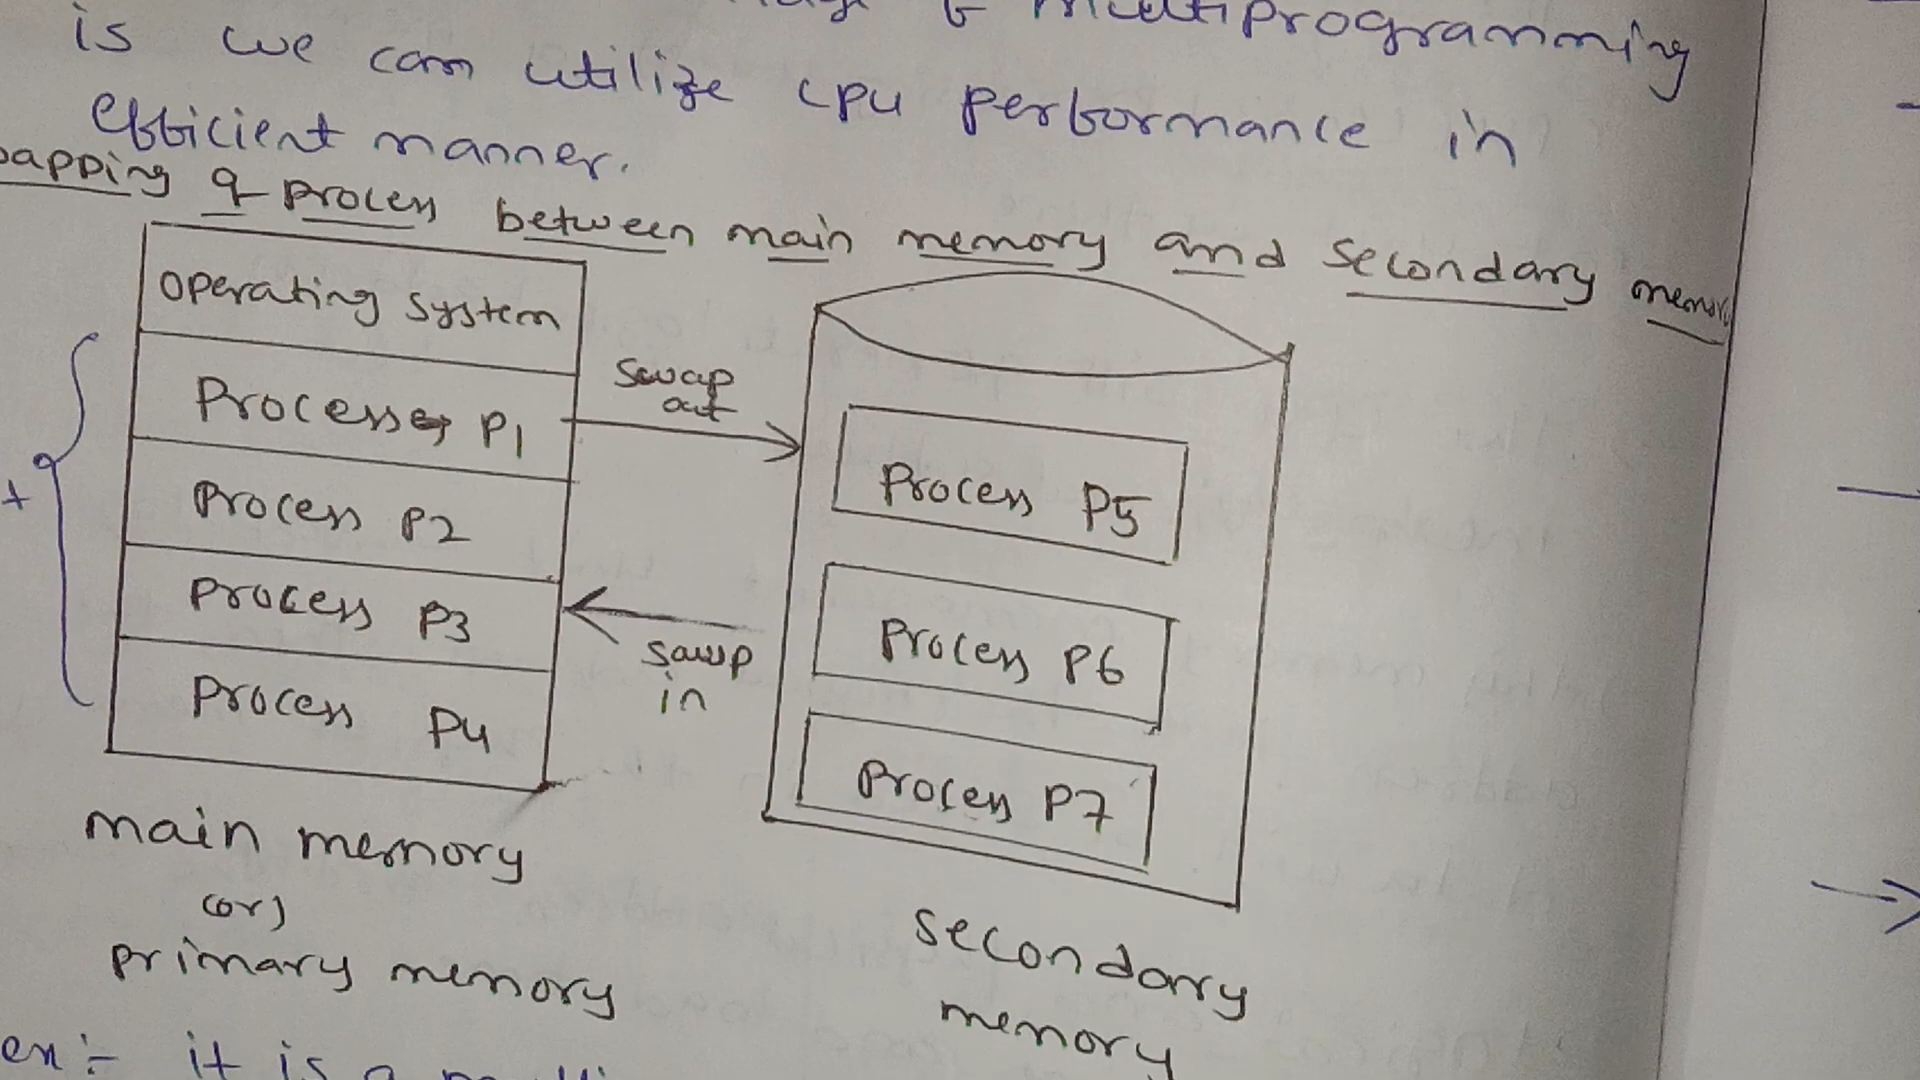 multiprogramming
is we can utilize CPU performance in
efficient manner.
of process between main memory and secondary memory
operating system
Process P1
swap
out
Process P2
Process P3
Process P4
sawp
in
Process P5
Process P6
Process P7
main memory
(or)
primary memory
secondary
memory
ex:- it is a